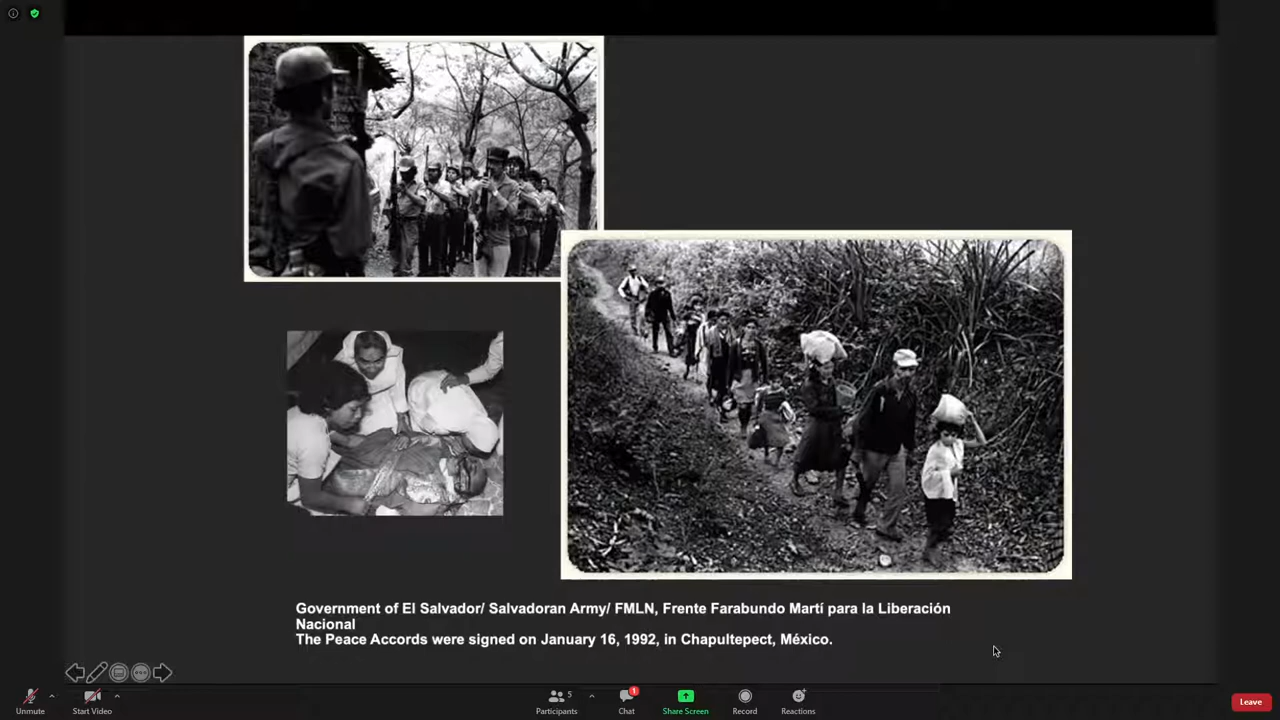 Government of El Salvador/ Salvadoran Army/ FMLN, Frente Farabundo Martí para la Liberación
Nacional
The Peace Accords were signed on January 16, 1992, in Chapultepect, México.
Unmute
Start Video
5
Participants
1
Chat
Share Screen
Record
Reactions
Leave